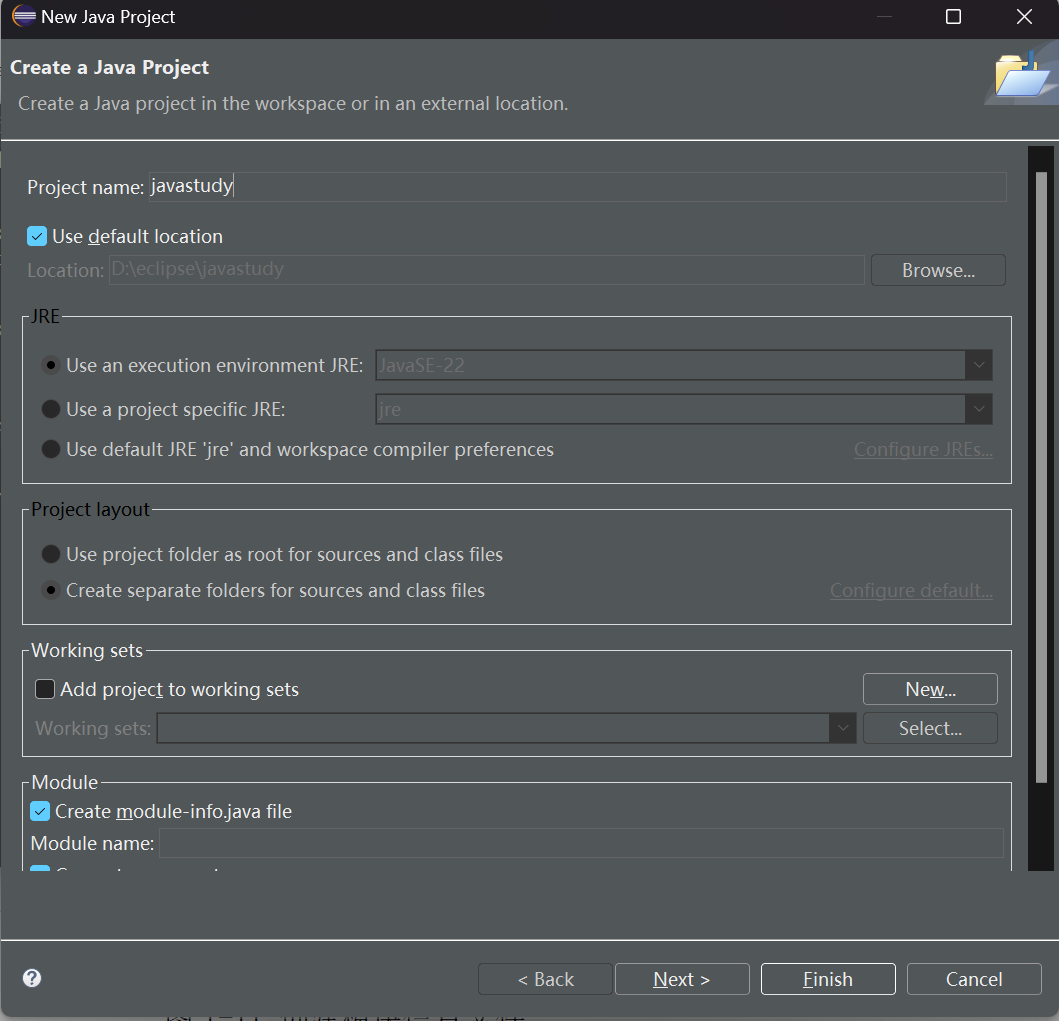 New Java Project
Create a Java Project
Create a Java project in the workspace or in an external location.
Project name: javastudy
Use default location
Location: D:\eclipse\javastudy Browse...
JRE
Use an execution environment JRE: JavaSE-22
Use a project specific JRE: jre
Use default JRE 'jre' and workspace compiler preferences Configure JREs...
Project layout
Use project folder as root for sources and class files
Create separate folders for sources and class files Configure default...
Working sets
Add project to working sets New...
Working sets: Select...
Module
Create module-info.java file
Module name:
< Back Next > Finish Cancel